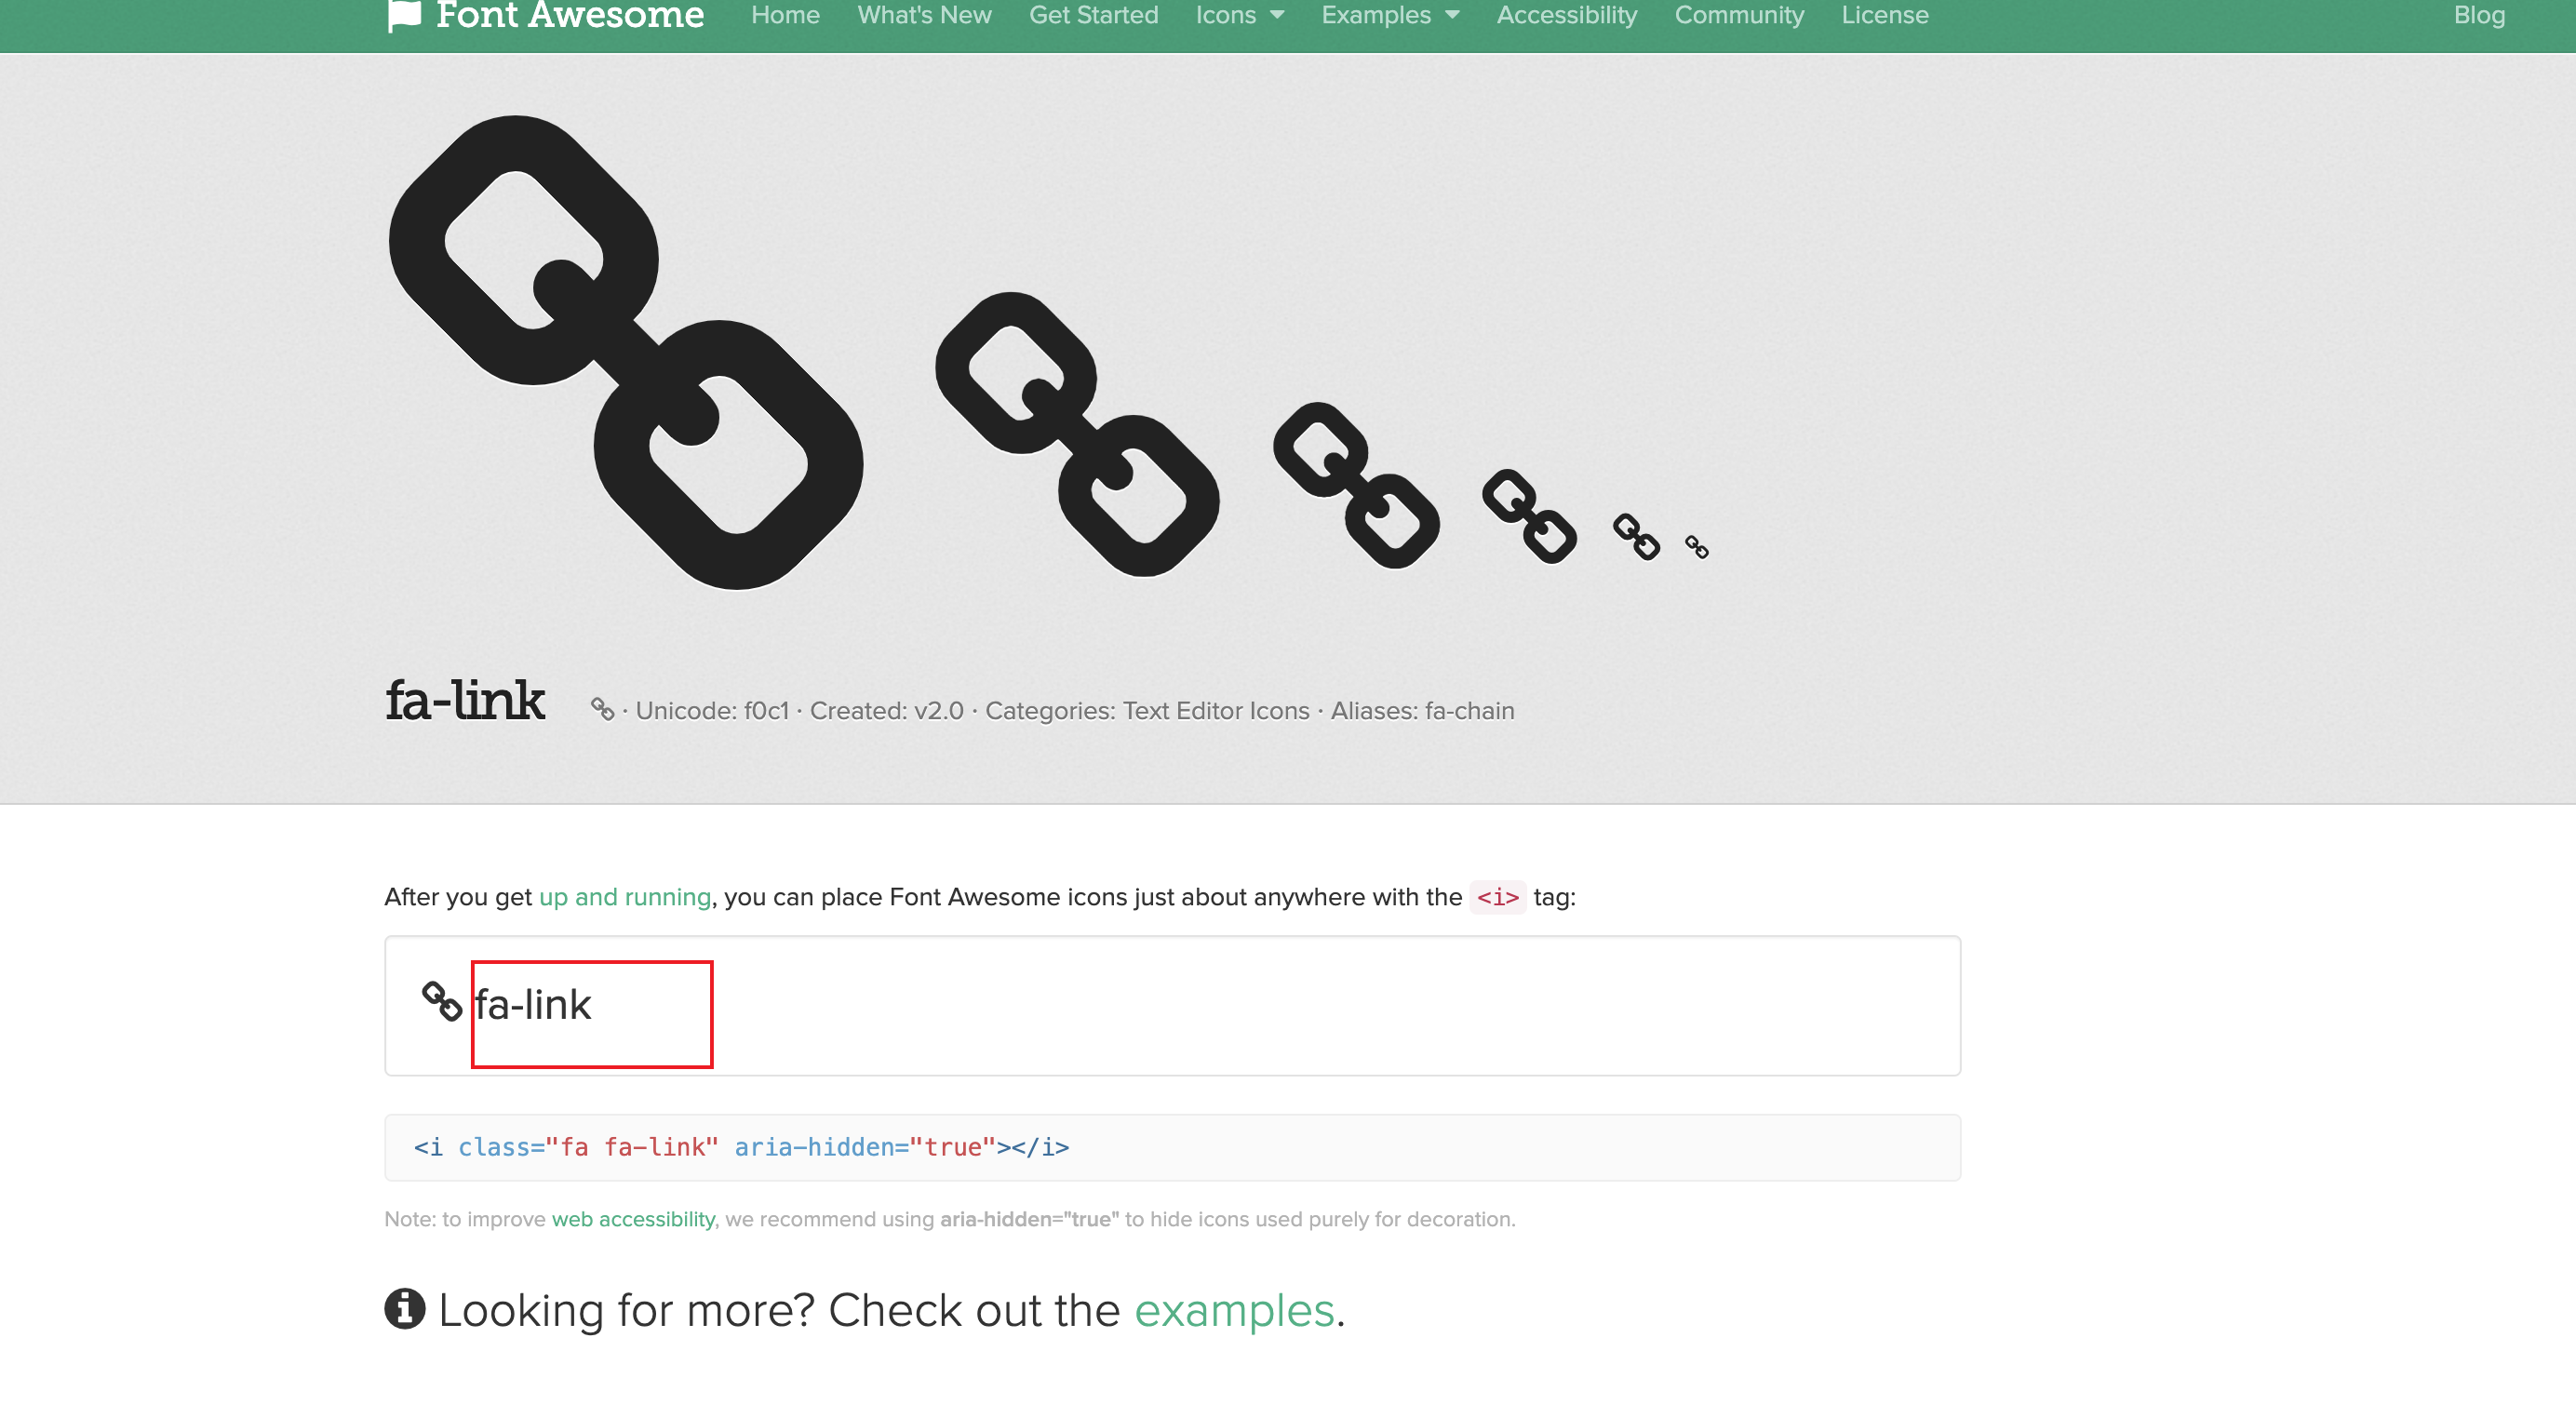 Font Awesome Home What's New Get Started Icons Examples Accessibility Community License Blog
fa-link · Unicode: f0c1 · Created: v2.0 · Categories: Text Editor Icons · Aliases: fa-chain
After you get up and running, you can place Font Awesome icons just about anywhere with the <i> tag:
fa-link
<i class="fa fa-link" aria-hidden="true"></i>
Note: to improve web accessibility, we recommend using aria-hidden="true" to hide icons used purely for decoration.
Looking for more? Check out the examples.